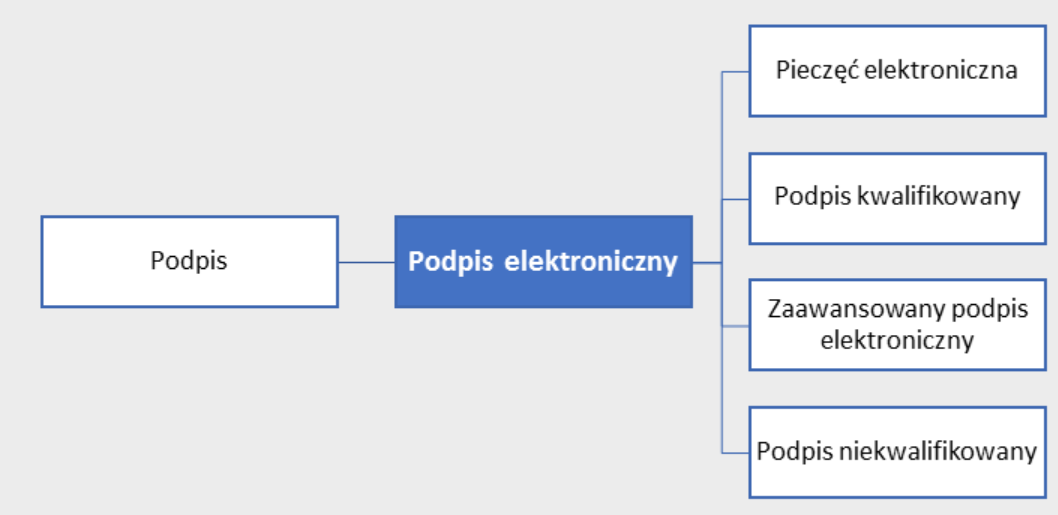 Podpis
Podpis elektroniczny
Pieczęć elektroniczna
Podpis kwalifikowany
Zaawansowany podpis
elektroniczny
Podpis niekwalifikowany